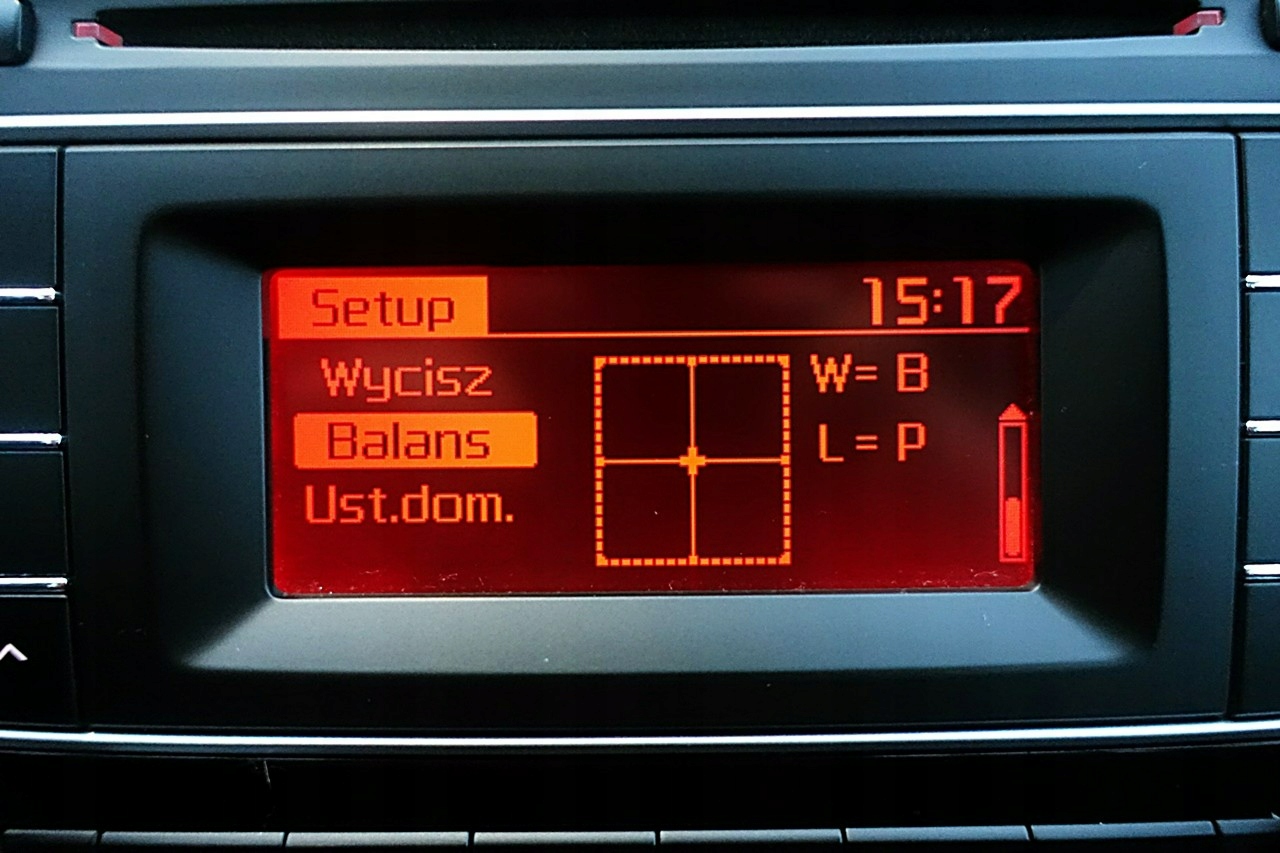 Setup 15:17
Wycisz
W= B
Balans
L= P
Ust.dom.